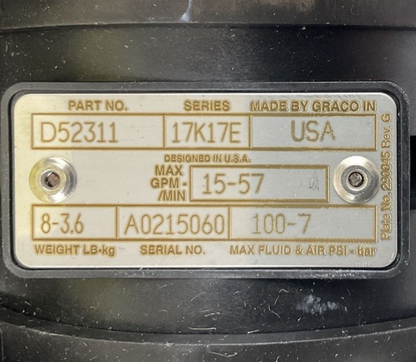 PART NO. SERIES MADE BY GRACO IN
D52311 17K17E USA
DESIGNED IN U.S.A.
MAX
GPM -
/MIN
15-57
8-3.6 A0215060 100-7
WEIGHT LB-kg SERIAL NO. MAX FLUID & AIR PSI - bar
Plate No. 293045 Rev. G